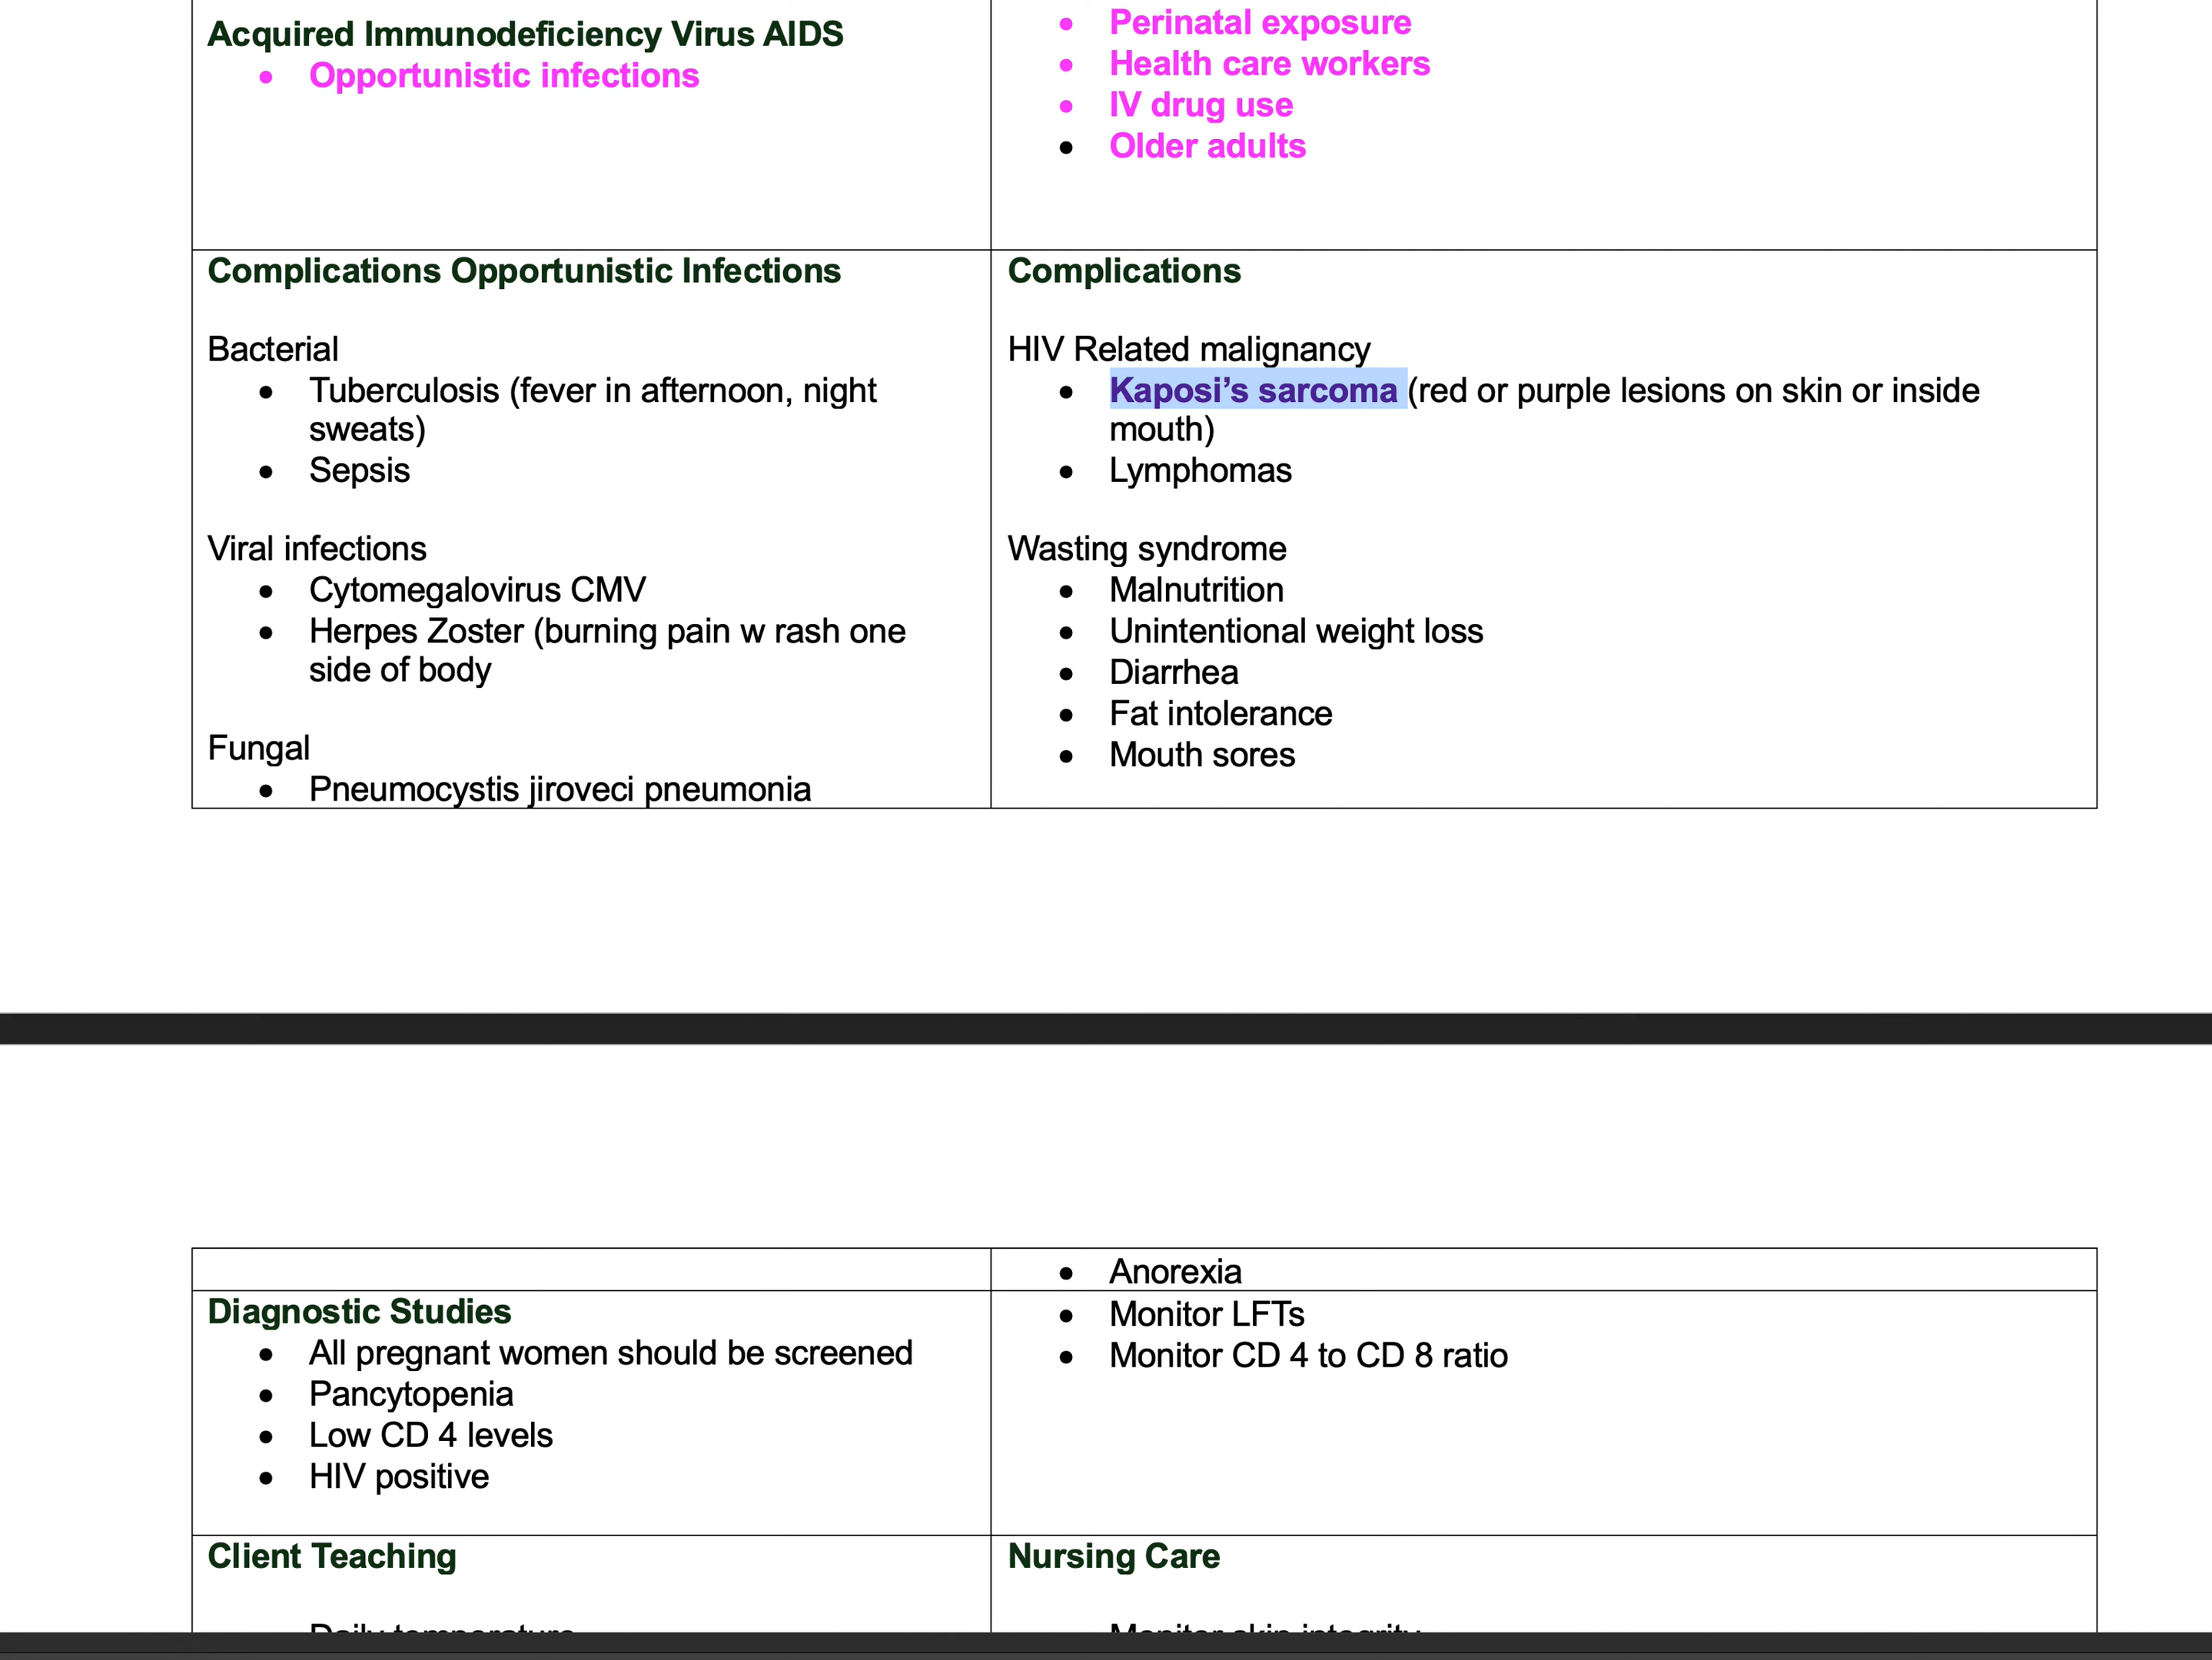 Acquired Immunodeficiency Virus AIDS
• Opportunistic infections
• Perinatal exposure
• Health care workers
• IV drug use
• Older adults
Complications Opportunistic Infections
Bacterial
• Tuberculosis (fever in afternoon, night
sweats)
• Sepsis
Viral infections
• Cytomegalovirus CMV
• Herpes Zoster (burning pain w rash one
side of body
Fungal
• Pneumocystis jiroveci pneumonia
Complications
HIV Related malignancy
• Kaposi’s sarcoma (red or purple lesions on skin or inside
mouth)
• Lymphomas
Wasting syndrome
• Malnutrition
• Unintentional weight loss
• Diarrhea
• Fat intolerance
• Mouth sores
• Anorexia
Diagnostic Studies
• All pregnant women should be screened
• Pancytopenia
• Low CD 4 levels
• HIV positive
• Monitor LFTs
• Monitor CD 4 to CD 8 ratio
Client Teaching
Daily temperature
Nursing Care
Monitor skin integrity